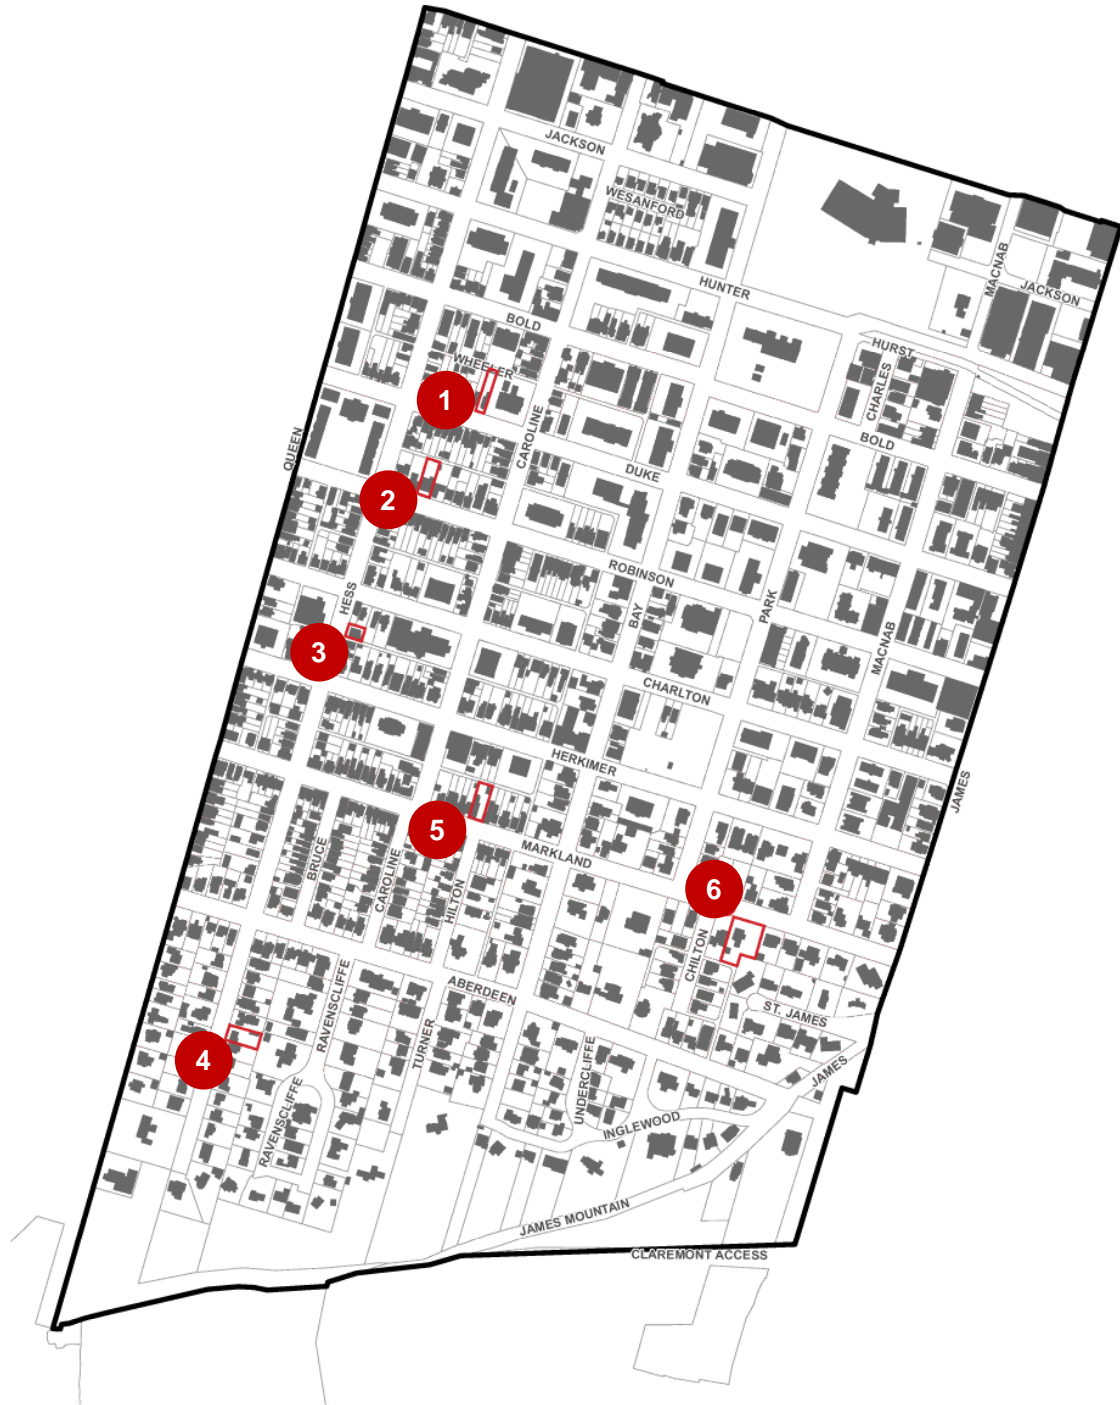 JACKSON
WESANFORD
MACNAB
JACKSON
HUNTER
BOLD
HURST
WHEELER
CHARLES
1
CAROLINE
BOLD
QUEEN
DUKE
2
ROBINSON
HESS
BAY
PARK
3
MACNAB
CHARLTON
HERKIMER
JAMES
5
MARKLAND
BRUCE
CAROLINE
HILTON
6
CHILTON
ABERDEEN
RAVENSCLIFFE
ST. JAMES
4
TURNER
UNDERCLIFFE
JAMES
RAVENSCLIFFE
INGLEWOOD
JAMES MOUNTAIN
CLAREMONT ACCESS